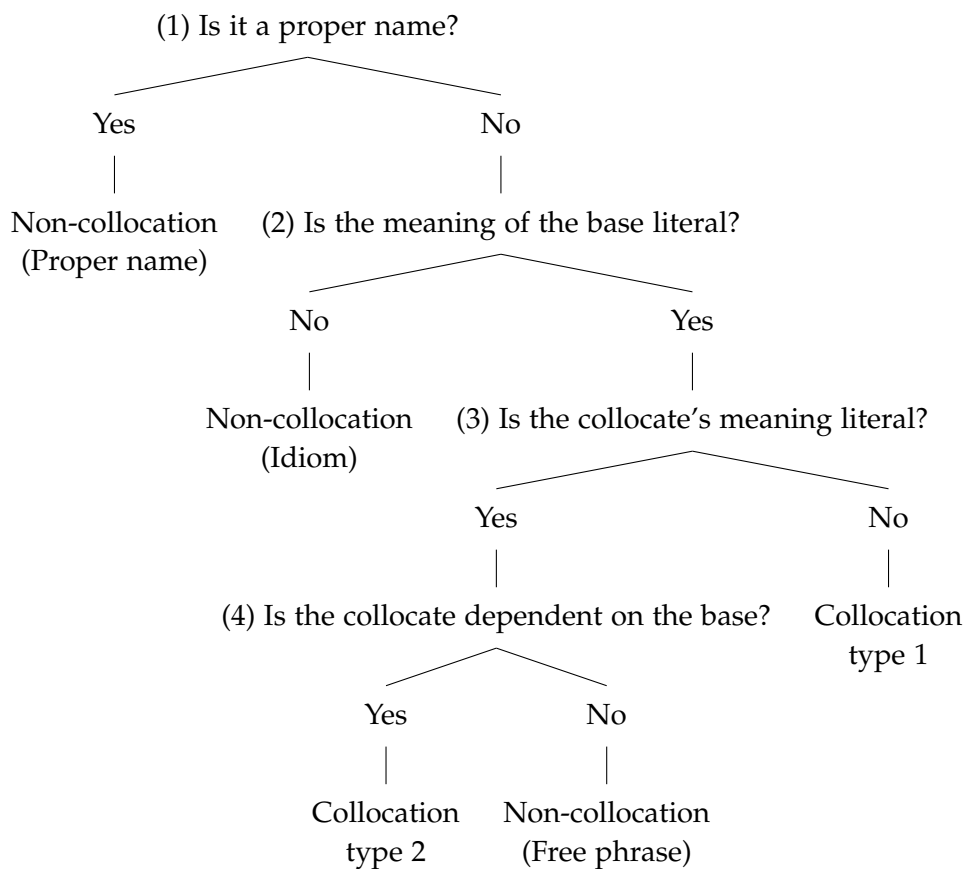 (1) Is it a proper name?
Yes
No
Non-collocation
(Proper name)
(2) Is the meaning of the base literal?
No
Yes
Non-collocation
(Idiom)
(3) Is the collocate’s meaning literal?
Yes
No
(4) Is the collocate dependent on the base?
Collocation
type 1
Yes
No
Collocation
type 2
Non-collocation
(Free phrase)